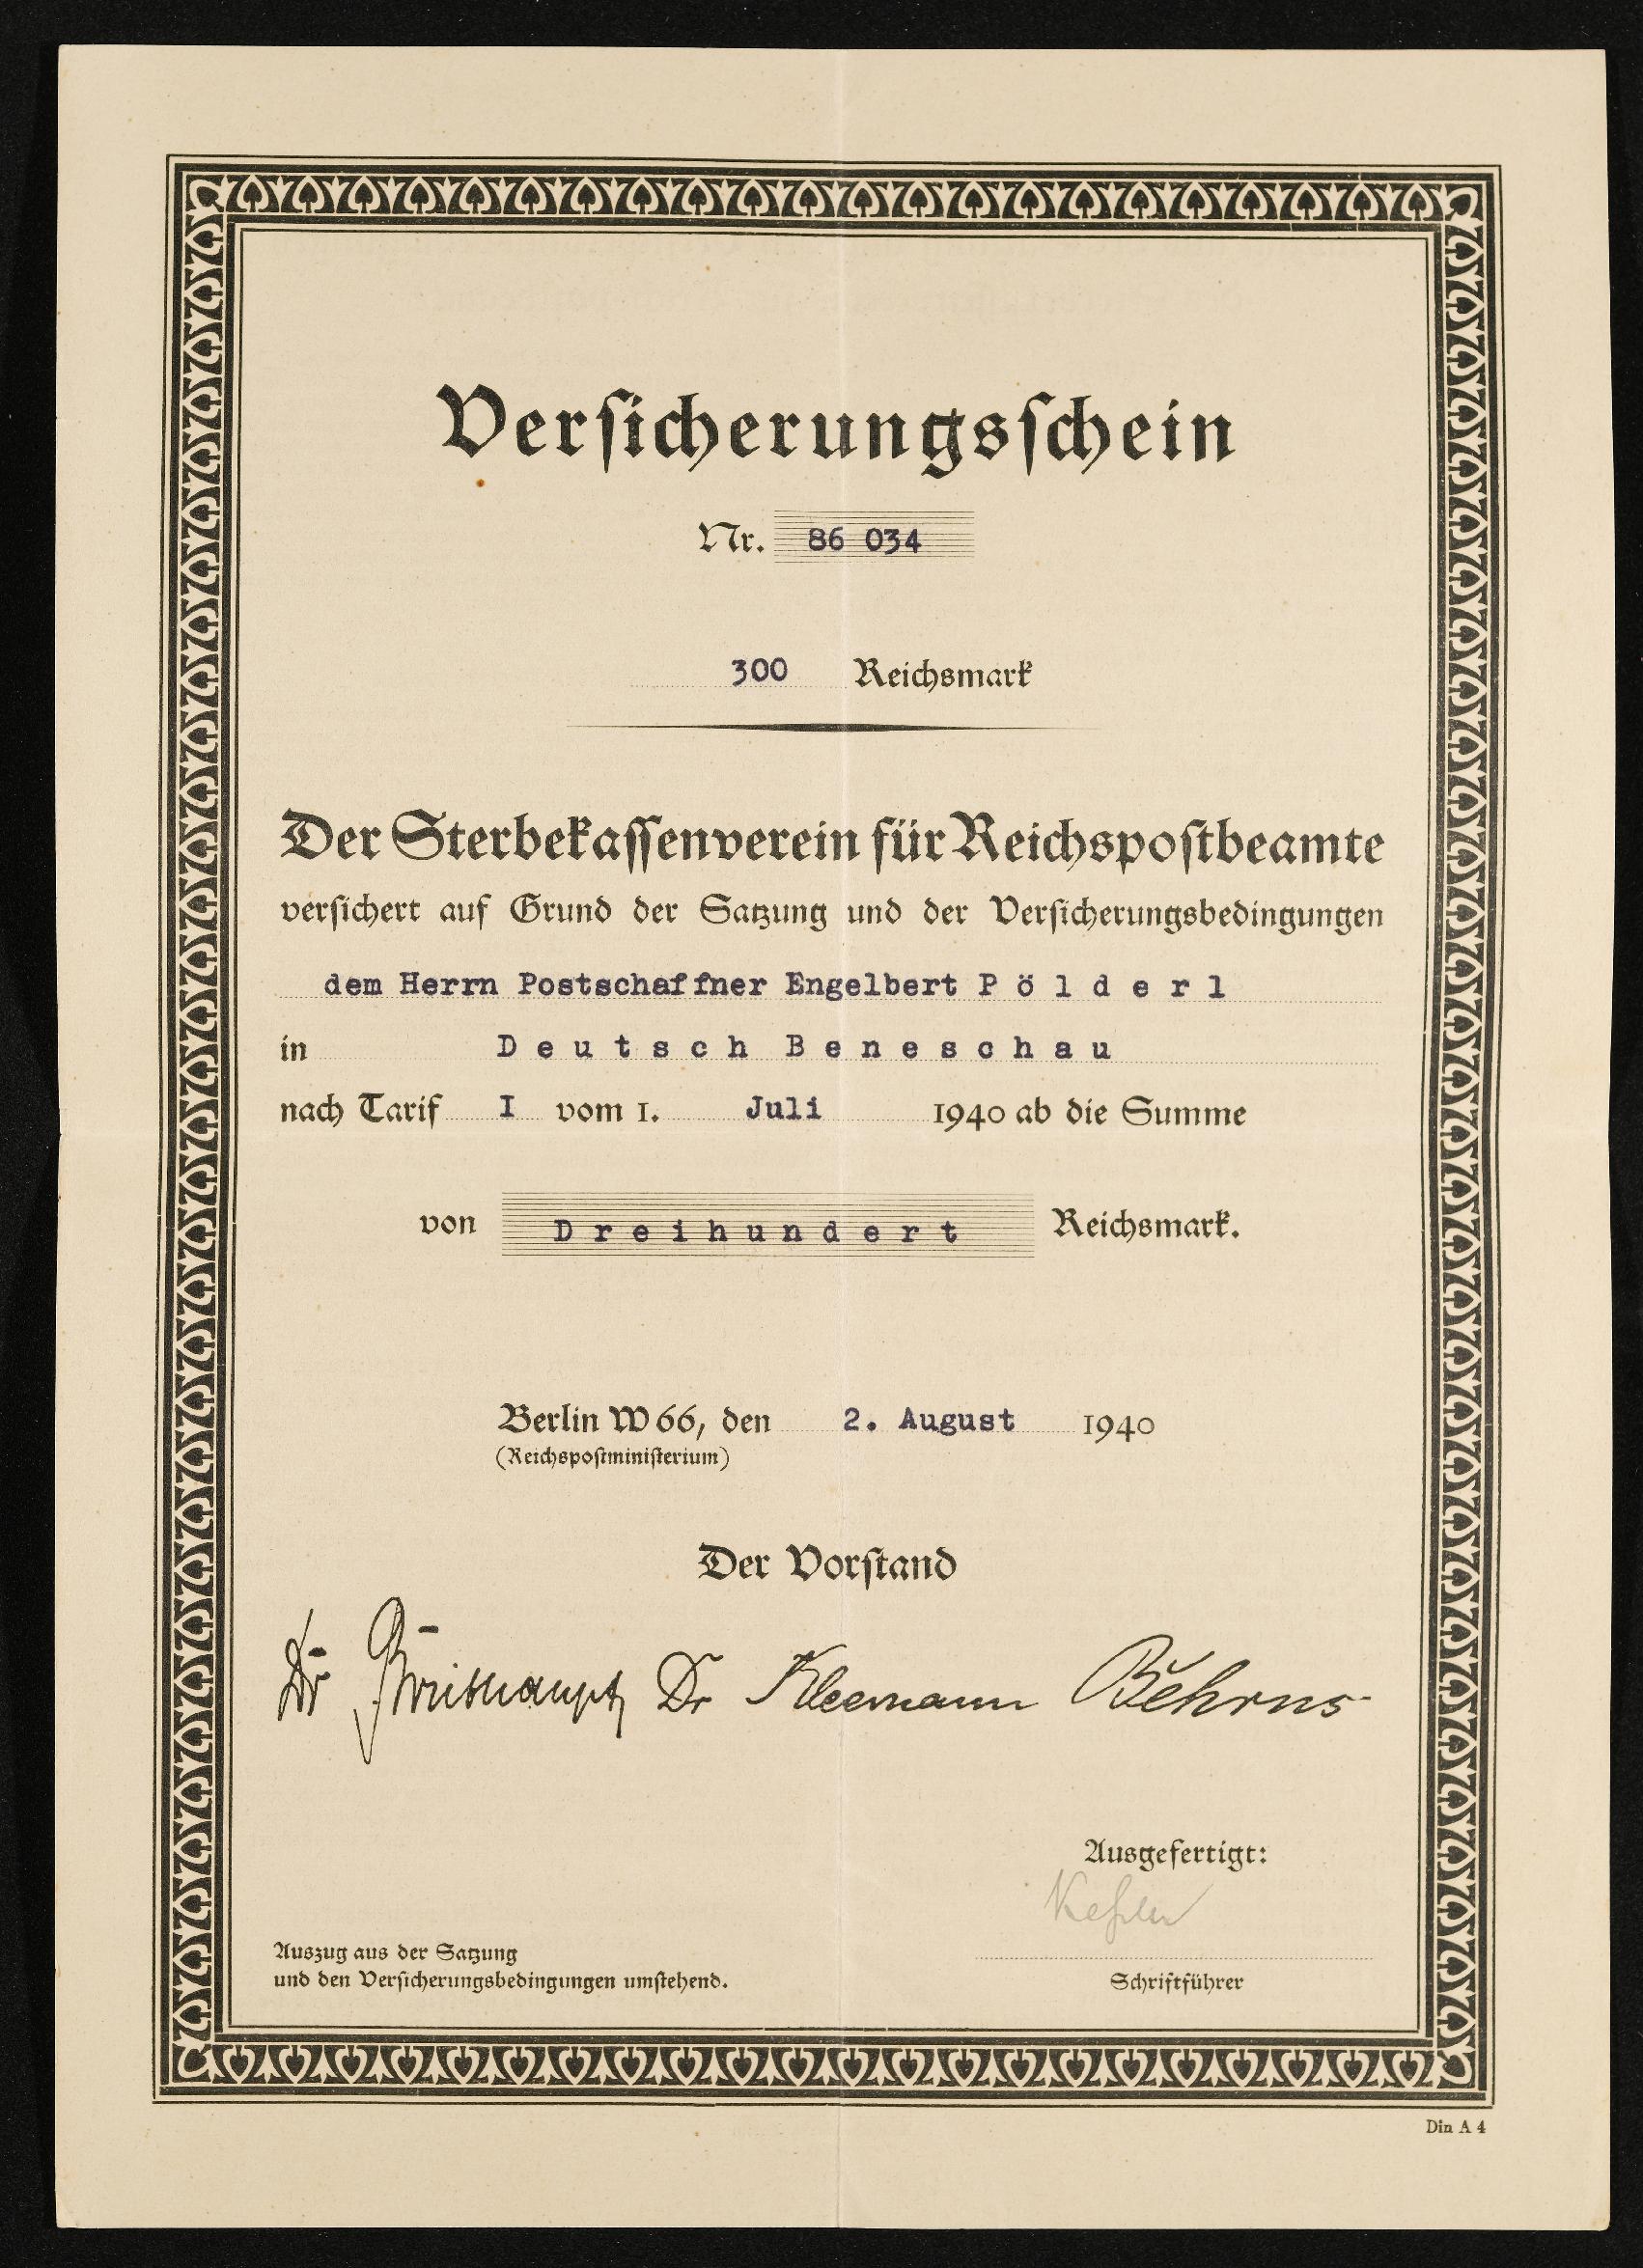 Versicherungsschein
Nr. 86 034
300 Reichsmark
Der Sterbekassenverein für Reichspostbeamte
versichert auf Grund der Satzung und der Versicherungsbedingungen
dem Herrn Postschaffner Engelbert P ö l d e r l
in D e u t s c h B e n e s c h a u
nach Tarif I vom 1. Juli 1940 ab die Summe
von D r e i h u n d e r t Reichsmark.
Berlin W 66, den 2. August 1940
(Reichspostministerium)
Der Vorstand
Dr Dr Kleemann Behrns
Ausgefertigt:
Auszug aus der Satzung
und den Versicherungsbedingungen umstehend.
Schriftführer
Din A 4